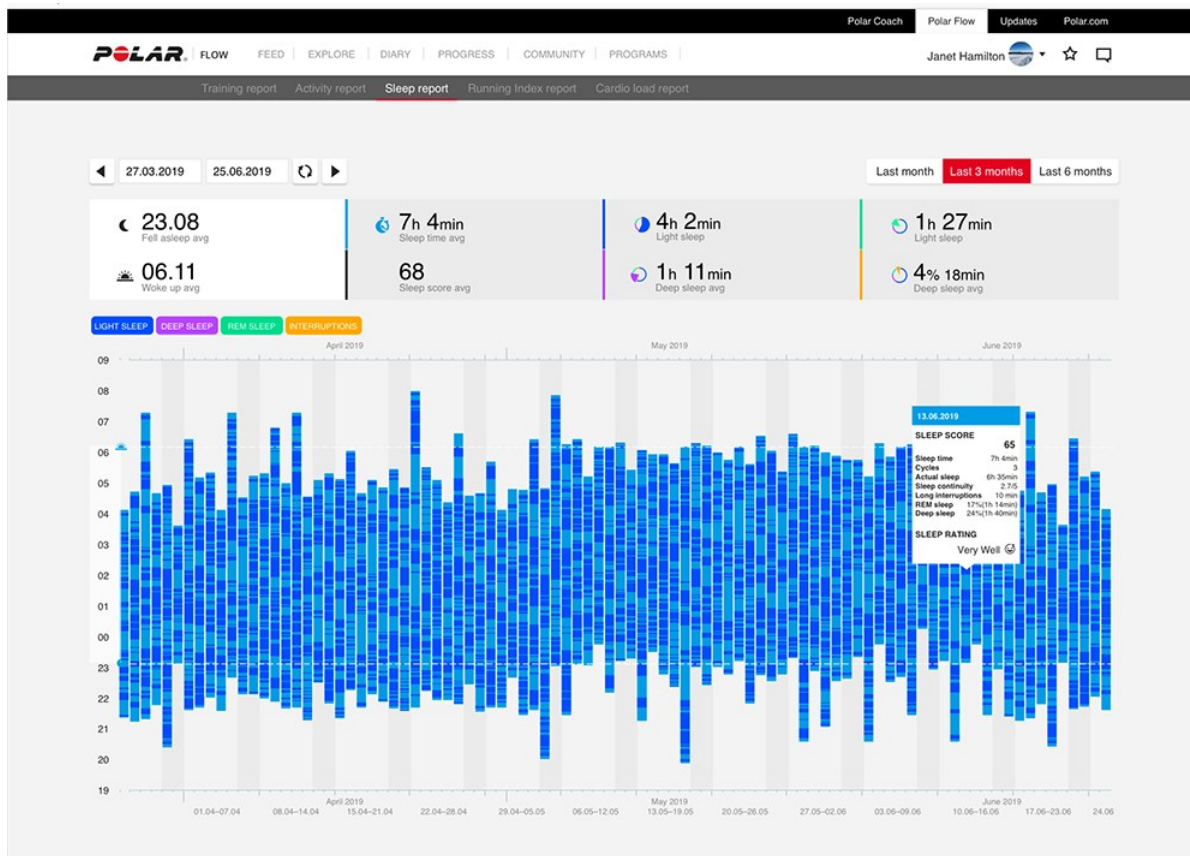 Polar Coach Polar Flow Updates Polar.com
POLAR. FLOW FEED EXPLORE DIARY PROGRESS COMMUNITY PROGRAMS Janet Hamilton
Training report Activity report Sleep report Running Index report Cardio load report
27.03.2019 25.06.2019 Last month Last 3 months Last 6 months
23.08 7h 4min 4h 2min 1h 27min
Fell asleep avg Sleep time avg Light sleep Light sleep
06.11 68 1h 11min 4% 18min
Woke up avg Sleep score avg Deep sleep avg Deep sleep avg
LIGHT SLEEP DEEP SLEEP REM SLEEP INTERRUPTIONS
April 2019 May 2019 June 2019
09
08
07
06
05
04
03
02
01
00
23
22
21
20
19
13.06.2019
SLEEP SCORE
65
Sleep time 7h 4min
Cycles 3
Actual sleep 6h 35min
Sleep continuity 2.7/5
Long interruptions 10 min
REM sleep 17%(1h 14min)
Deep sleep 24%(1h 40min)
SLEEP RATING
Very Well
April 2019 May 2019 June 2019
01.04–07.04 08.04–14.04 15.04–21.04 22.04–28.04 29.04–05.05 06.05–12.05 13.05–19.05 20.05–26.05 27.05–02.06 03.06–09.06 10.06–16.06 17.06–23.06 24.06